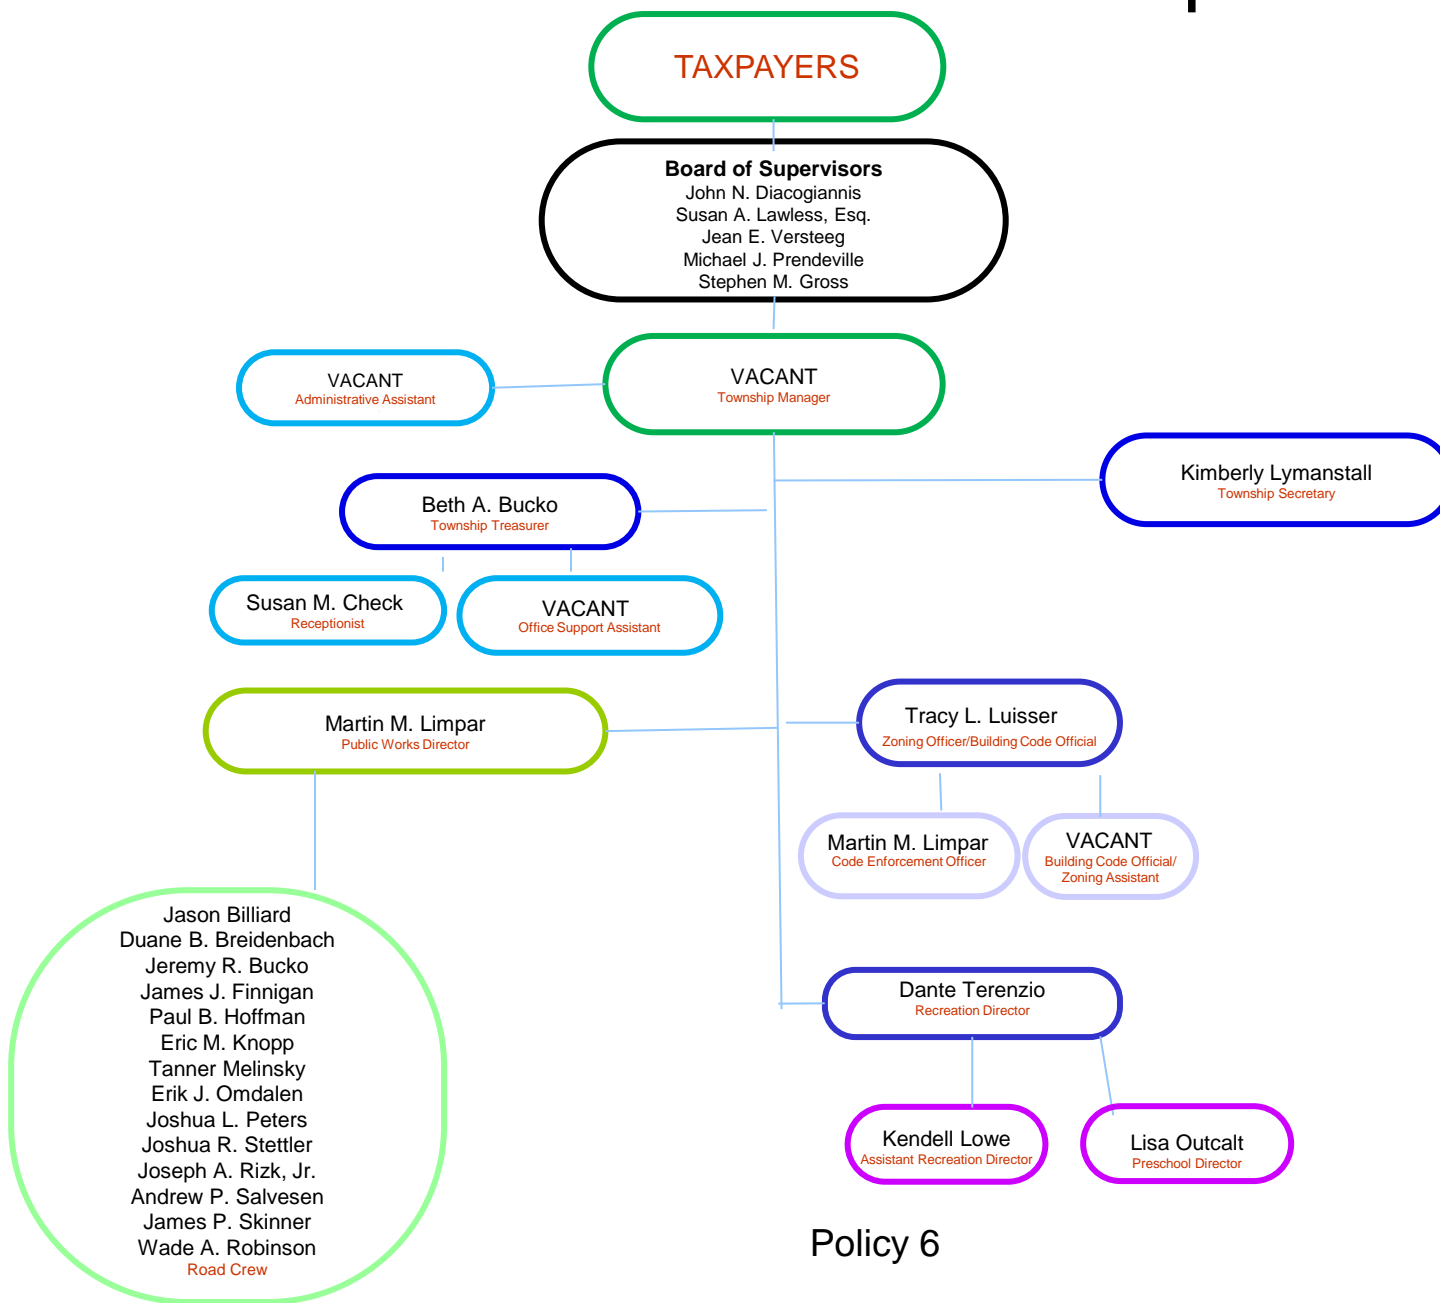 TAXPAYERS
Board of Supervisors
John N. Diacogiannis
Susan A. Lawless, Esq.
Jean E. Versteeg
Michael J. Prendeville
Stephen M. Gross
VACANT
Administrative Assistant
VACANT
Township Manager
Kimberly Lymanstall
Township Secretary
Beth A. Bucko
Township Treasurer
Susan M. Check
Receptionist
VACANT
Office Support Assistant
Martin M. Limpar
Public Works Director
Tracy L. Luisser
Zoning Officer/Building Code Official
Martin M. Limpar
Code Enforcement Officer
VACANT
Building Code Official/
Zoning Assistant
Jason Billiard
Duane B. Breidenbach
Jeremy R. Bucko
James J. Finnigan
Paul B. Hoffman
Eric M. Knopp
Tanner Melinsky
Erik J. Omdalen
Joshua L. Peters
Joshua R. Stettler
Joseph A. Rizk, Jr.
Andrew P. Salvesen
James P. Skinner
Wade A. Robinson
Road Crew
Dante Terenzio
Recreation Director
Kendell Lowe
Assistant Recreation Director
Lisa Outcalt
Preschool Director
Policy 6